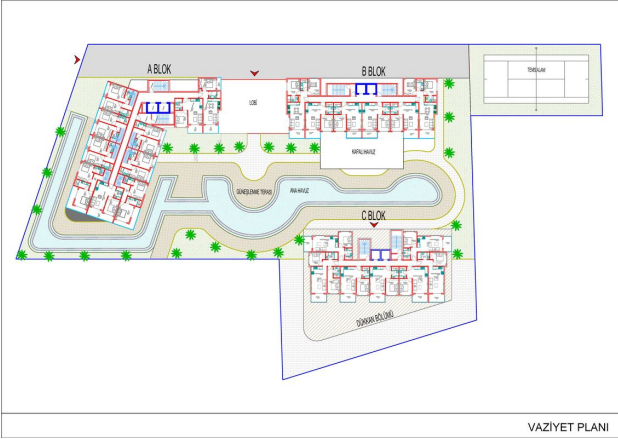 A BLOK
B BLOK
TENİS ALANI
LOBİ
KAPALI HAVUZ
GÜNEŞLENME TERASI
ANA HAVUZ
C BLOK
DÜKKAN BÖLÜMÜ
VAZİYET PLANI